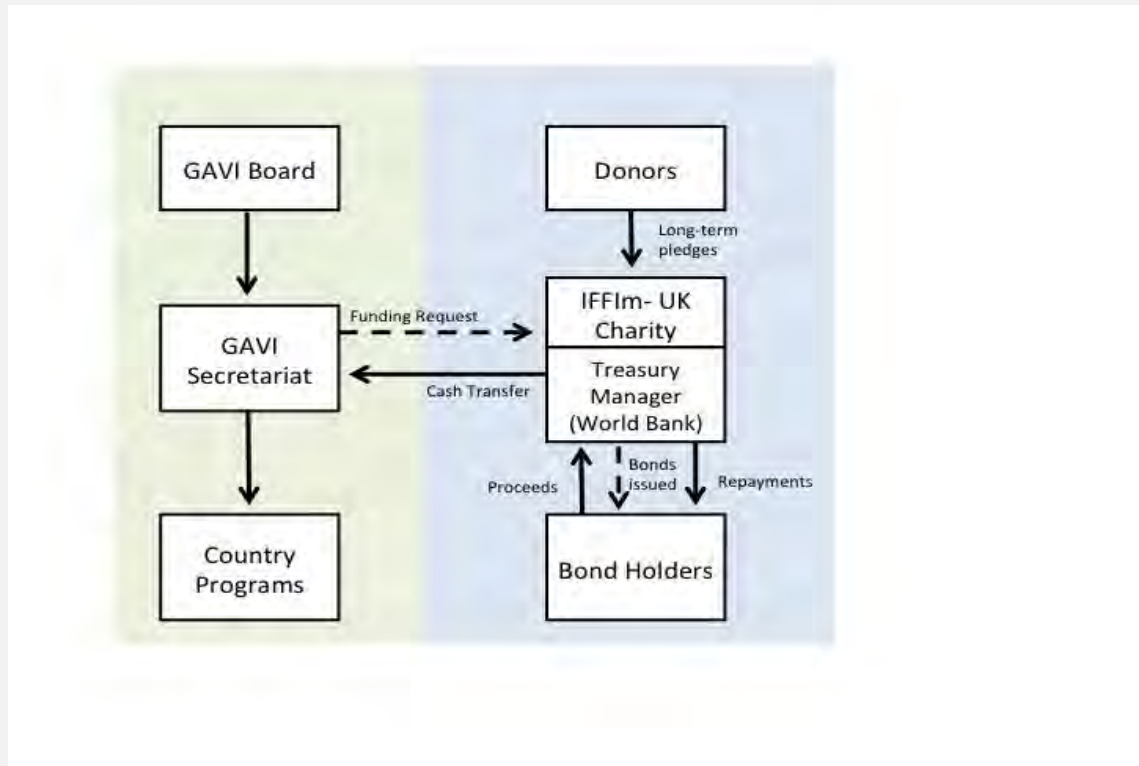 GAVI Board
Donors
Long-term
pledges
IFFIm- UK
Charity
Funding Request
GAVI
Secretariat
Treasury
Manager
(World Bank)
Cash Transfer
Proceeds
Bonds
issued
Repayments
Country
Programs
Bond Holders